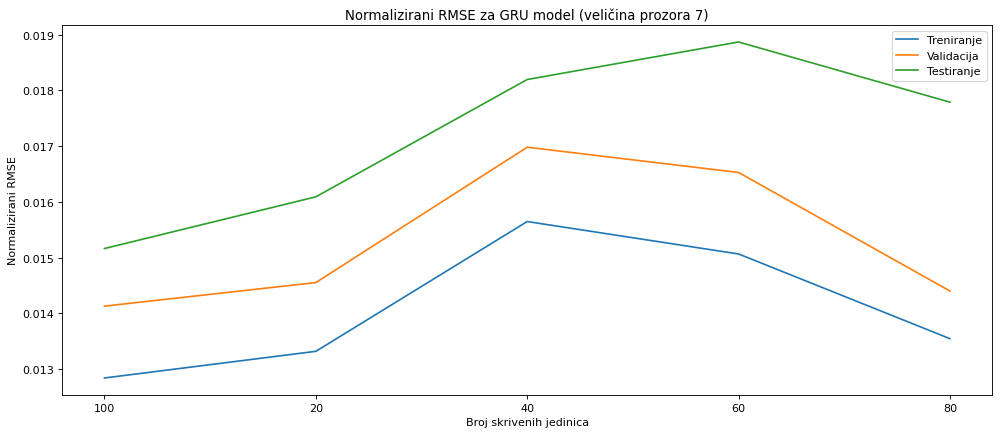 Normalizirani RMSE za GRU model (veličina prozora 7)
Treniranje
Validacija
Testiranje
Normalizirani RMSE
0.019
0.018
0.017
0.016
0.015
0.014
0.013
100 20 40 60 80
Broj skrivenih jedinica